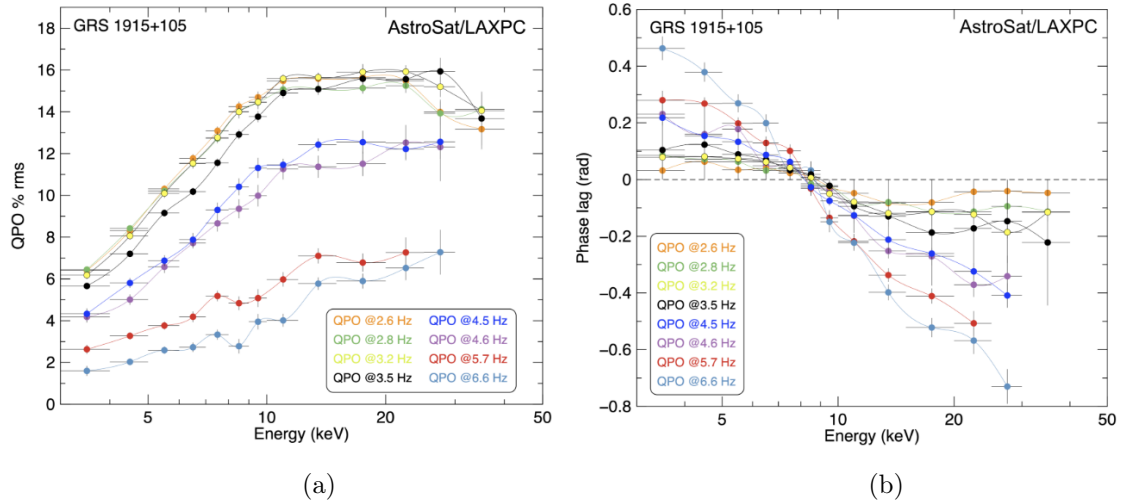 GRS 1915+105
AstroSat/LAXPC
18
16
14
12
10
8
6
4
2
0
QPO % rms
QPO @2.6 Hz
QPO @2.8 Hz
QPO @3.2 Hz
QPO @3.5 Hz
QPO @4.5 Hz
QPO @4.6 Hz
QPO @5.7 Hz
QPO @6.6 Hz
5
10
20
50
Energy (keV)
(a)
GRS 1915+105
AstroSat/LAXPC
0.6
0.4
0.2
0
−0.2
−0.4
−0.6
−0.8
Phase lag (rad)
QPO @2.6 Hz
QPO @2.8 Hz
QPO @3.2 Hz
QPO @3.5 Hz
QPO @4.5 Hz
QPO @4.6 Hz
QPO @5.7 Hz
QPO @6.6 Hz
5
10
20
50
Energy (keV)
(b)